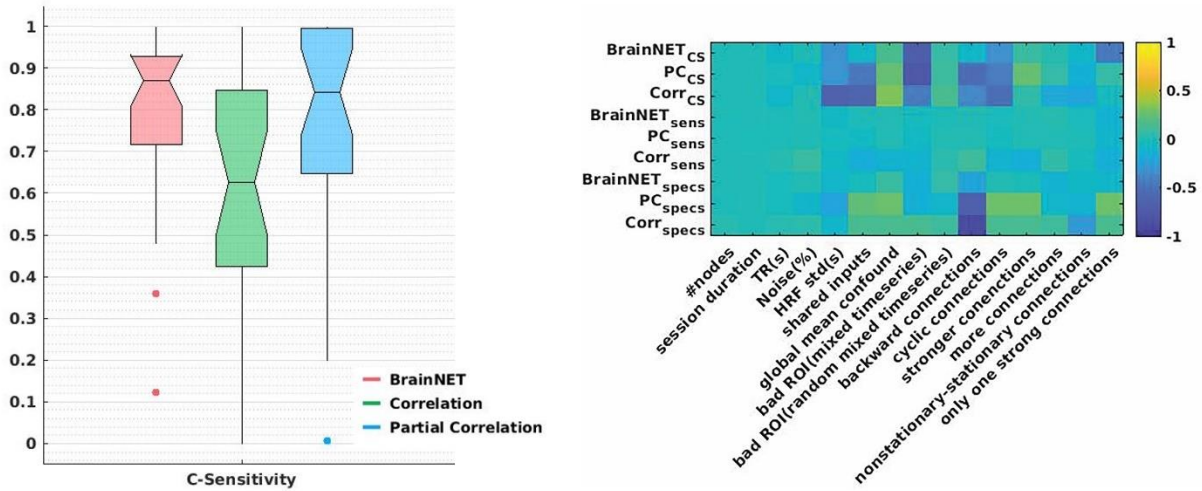 1
0.9
0.8
0.7
0.6
0.5
0.4
0.3
0.2
0.1
0
C-Sensitivity
BrainNET
Correlation
Partial Correlation
BrainNET_CS
PC_CS
Corr_CS
BrainNET_sens
PC_sens
Corr_sens
BrainNET_specs
PC_specs
Corr_specs
#nodes
session duration
TR(s)
Noise(%)
HRF std(s)
shared inputs
global mean confound
bad ROI(mixed timeseries)
bad ROI(random mixed timeseries)
backward connections
cyclic connections
stronger conenctions
more connections
nonstationary-stationary connections
only one strong connections
1
0.5
0
-0.5
-1